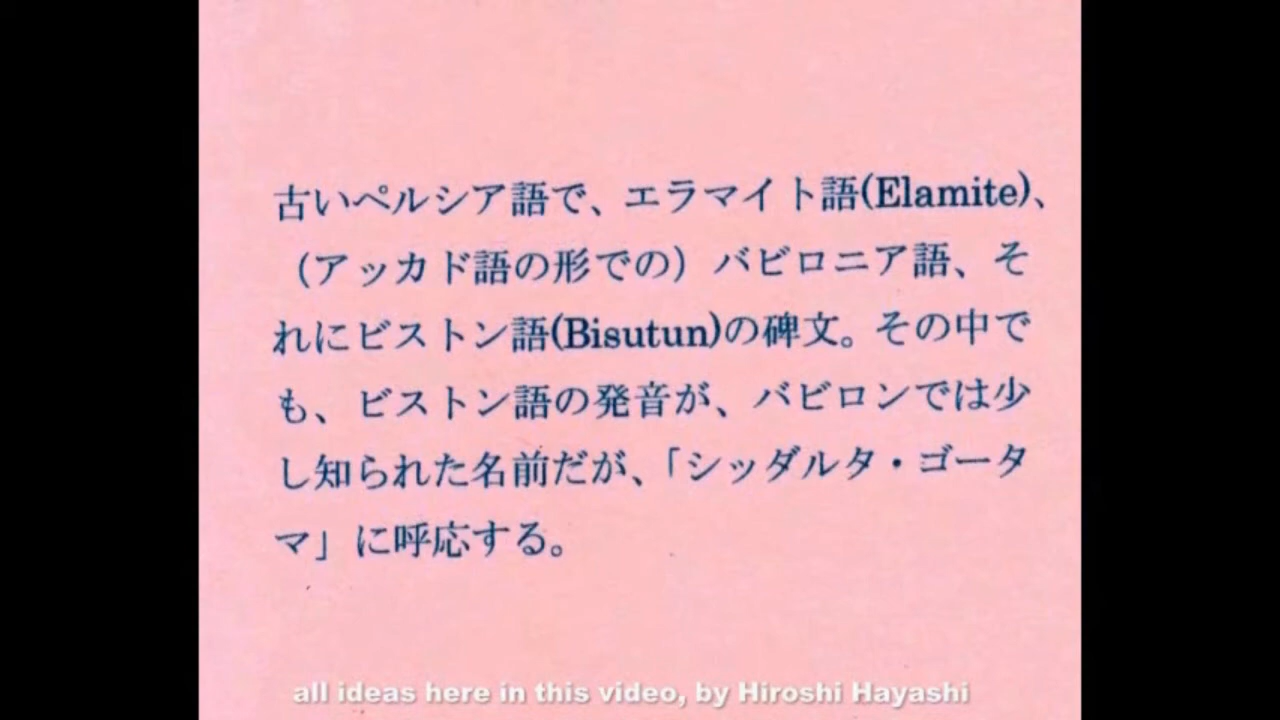 古いペルシア語で、エラマイト語(Elamite)、
（アッカド語の形での）バビロニア語、そ
れにビストン語(Bisutun)の碑文。その中で
も、ビストン語の発音が、バビロンでは少
し知られた名前だが、「シッダルタ・ゴータ
マ」に呼応する。
all ideas here in this video, by Hiroshi Hayashi